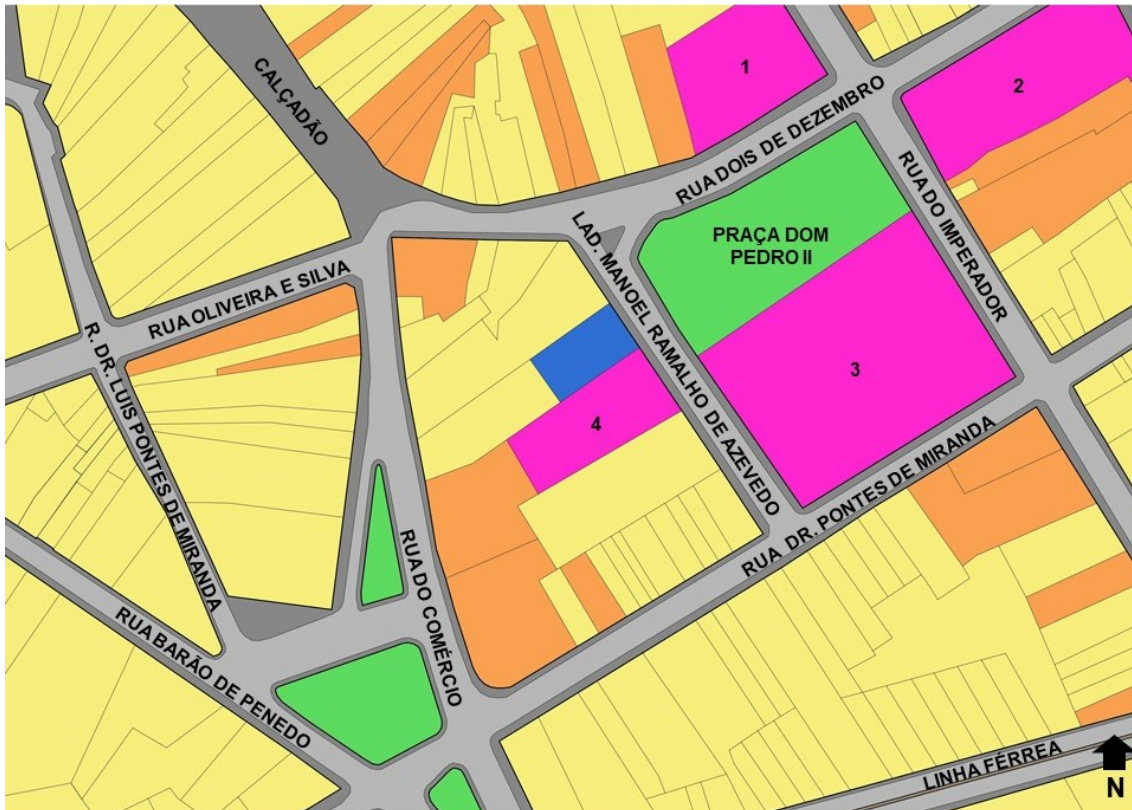 CALÇADÃO
1
2
RUA DOIS DE DEZEMBRO
RUA DO IMPERADOR
LAD. MANOEL RAMALHO DE AZEVEDO
PRAÇA DOM
PEDRO II
RUA OLIVEIRA E SILVA
R. DR. LUIS PONTES DE MIRANDA
3
4
RUA DR. PONTES DE MIRANDA
RUA DO COMÉRCIO
RUA BARÃO DE PENEDO
LINHA FÉRREA
N